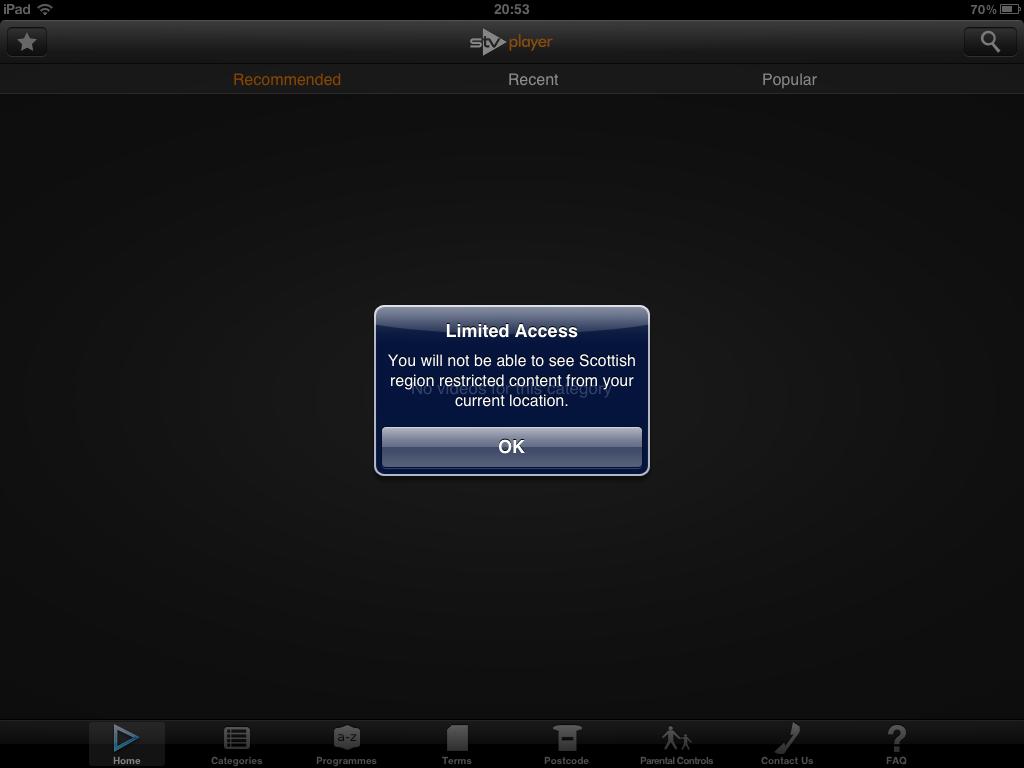 iPad 20:53 70%
stv player
Recommended Recent Popular
Limited Access
You will not be able to see Scottish
region restricted content from your
current location.
No videos for this category
OK
a-z
Home Categories Programmes Terms Postcode Parental Controls Contact Us FAQ